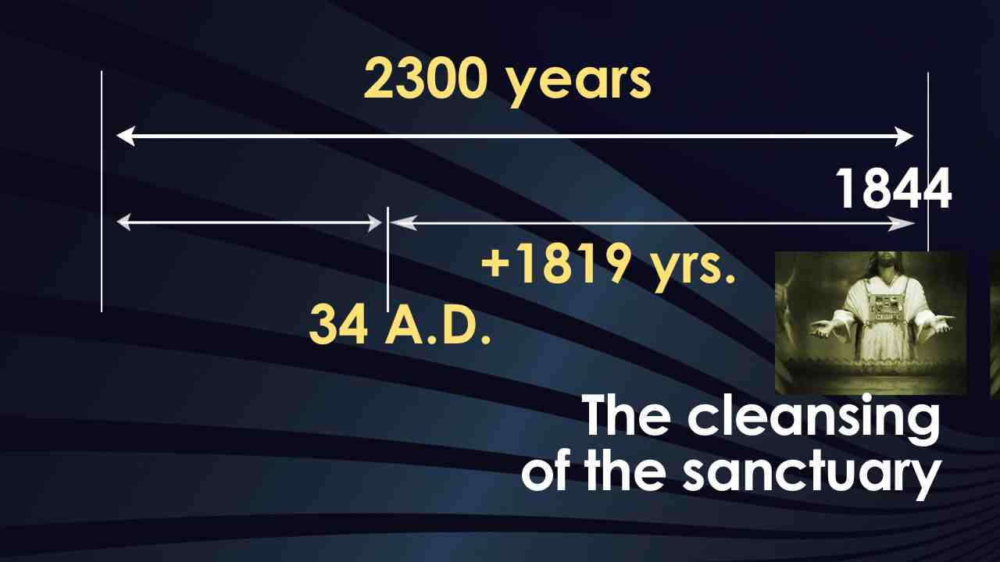 2300 years
1844
+1819 yrs.
34 A.D.
The cleansing
of the sanctuary